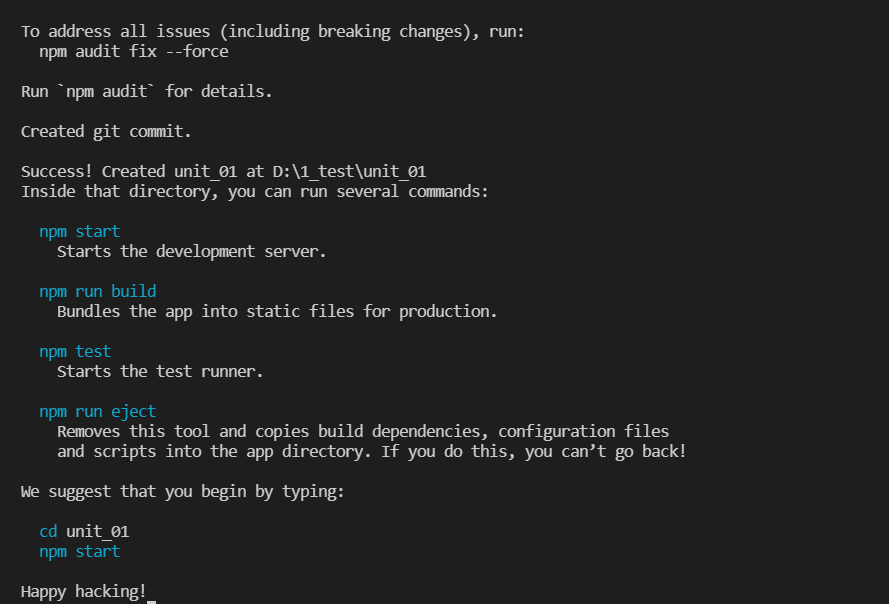 To address all issues (including breaking changes), run:
  npm audit fix --force
Run `npm audit` for details.
Created git commit.
Success! Created unit_01 at D:\1_test\unit_01
Inside that directory, you can run several commands:
  npm start
    Starts the development server.
  npm run build
    Bundles the app into static files for production.
  npm test
    Starts the test runner.
  npm run eject
    Removes this tool and copies build dependencies, configuration files
    and scripts into the app directory. If you do this, you can’t go back!
We suggest that you begin by typing:
  cd unit_01
  npm start
Happy hacking!